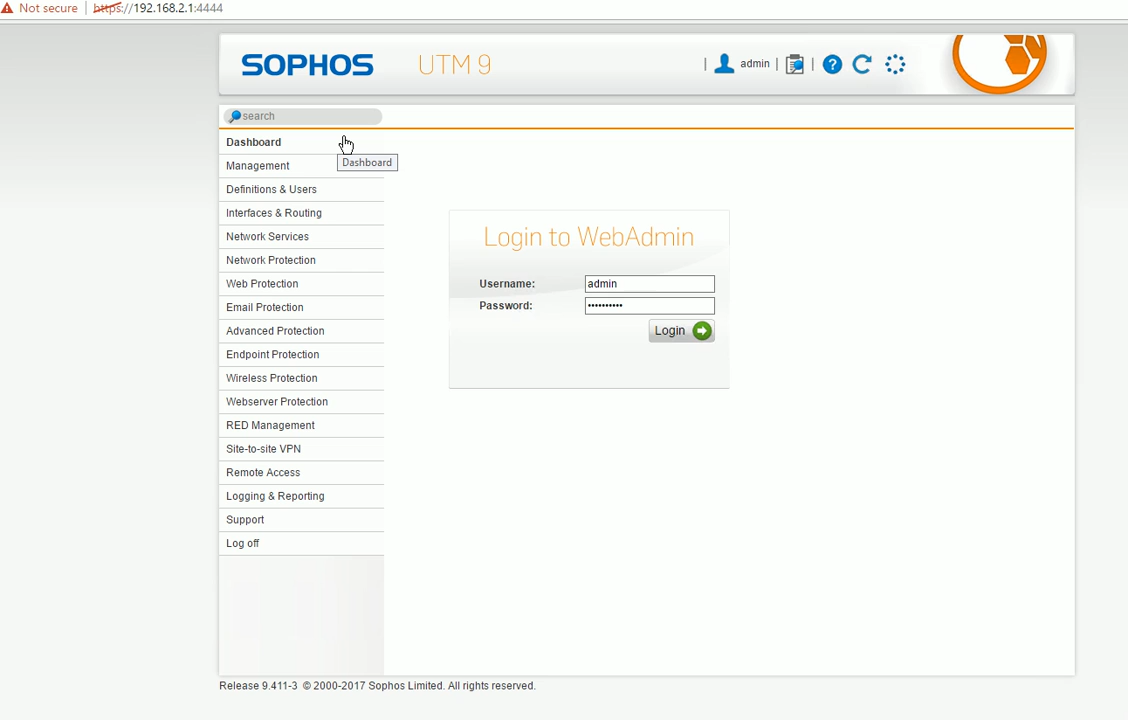 Not secure | https://192.168.2.1:4444
SOPHOS UTM 9 | admin | | ?
search
Dashboard
Dashboard
Management
Definitions & Users
Interfaces & Routing
Network Services
Network Protection
Web Protection
Email Protection
Advanced Protection
Endpoint Protection
Wireless Protection
Webserver Protection
RED Management
Site-to-site VPN
Remote Access
Logging & Reporting
Support
Log off
Login to WebAdmin
Username: admin
Password: ••••••••••
Login
Release 9.411-3 © 2000-2017 Sophos Limited. All rights reserved.